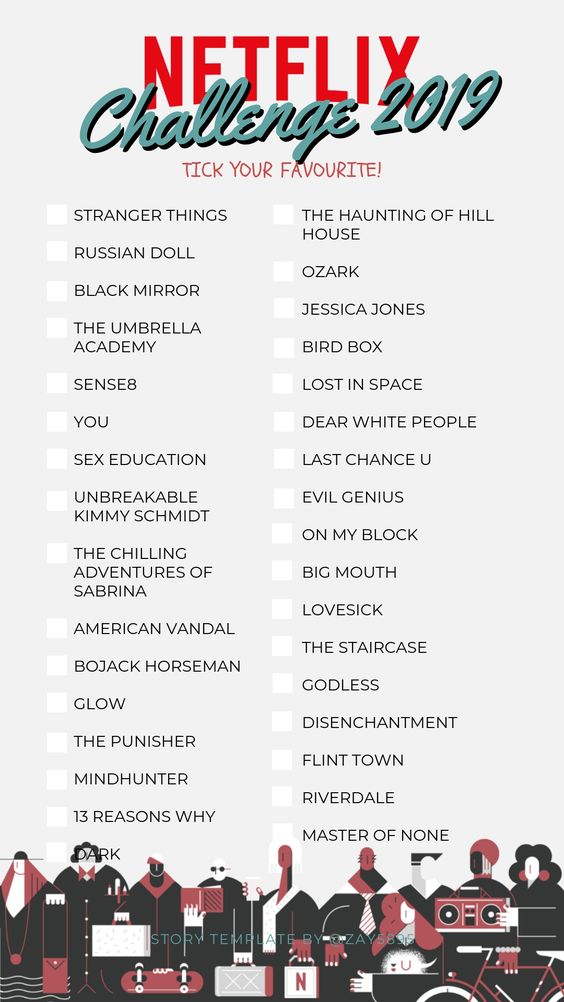 NETFLIX
Challenge 2019
TICK YOUR FAVOURITE!
STRANGER THINGS
RUSSIAN DOLL
BLACK MIRROR
THE UMBRELLA
ACADEMY
SENSE8
YOU
SEX EDUCATION
UNBREAKABLE
KIMMY SCHMIDT
THE CHILLING
ADVENTURES OF
SABRINA
AMERICAN VANDAL
BOJACK HORSEMAN
GLOW
THE PUNISHER
MINDHUNTER
13 REASONS WHY
DARK
THE HAUNTING OF HILL
HOUSE
OZARK
JESSICA JONES
BIRD BOX
LOST IN SPACE
DEAR WHITE PEOPLE
LAST CHANCE U
EVIL GENIUS
ON MY BLOCK
BIG MOUTH
LOVESICK
THE STAIRCASE
GODLESS
DISENCHANTMENT
FLINT TOWN
RIVERDALE
MASTER OF NONE
STORY TEMPLATE BY @ZAY5895
N